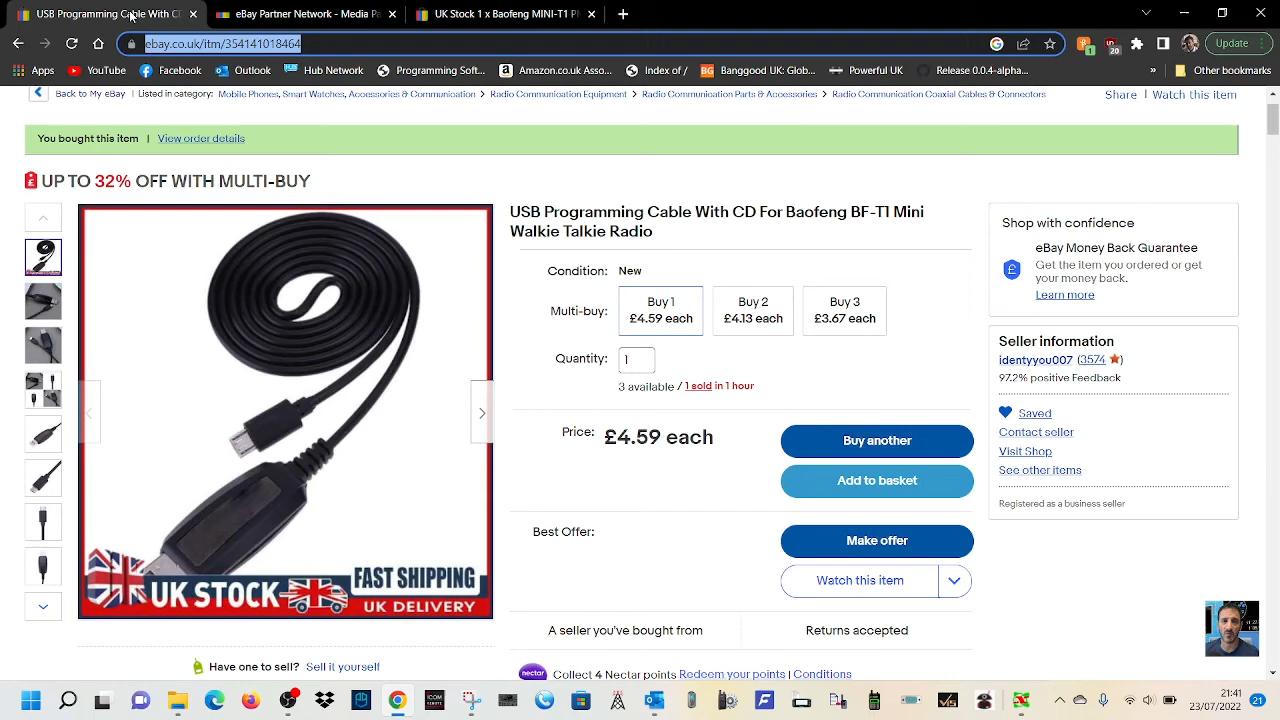 USB Programming Cable With CD
eBay Partner Network - Media Pa
UK Stock 1 x Baofeng MINI-T1 P
ebay.co.uk/itm/354141018464
1
20
Update
Apps
YouTube
Facebook
Outlook
Hub Network
Programming Sof...
Amazon.co.uk Asso...
Index of /
BG Banggood HK- Glob...
Powerful UK
Release 0.0.4-alpha...
»
Other bookmarks
Back to My eBay | Listed in category: Mobile Phones, Smart Watches, Accessories & Communication > Radio Communication Equipment > Radio Communication Parts & Accessories > Radio Communication Coaxial Cables & Connectors
Share | Watch this item
You bought this item | View order details
UP TO 32% OFF WITH MULTI-BUY
USB Programming Cable With CD For Baofeng BF-T1 Mini
Walkie Talkie Radio
Condition: New
Multi-buy:
Buy 1
£4.59 each
Buy 2
£4.13 each
Buy 3
£3.67 each
Quantity: 1
3 available / 1 sold in 1 hour
Price: £4.59 each
Buy another
Add to basket
Best Offer:
Make offer
Watch this item
A seller you've bought from
Returns accepted
nectar Collect 4 Nectar points Redeem your points | Conditions
UK STOCK
FAST SHIPPING
UK DELIVERY
Have one to sell? Sell it yourself
Shop with confidence
eBay Money Back Guarantee
Get the item you ordered or get
your money back.
Learn more
Seller information
identyyou007 (3574 )
97.2% positive Feedback
Saved
Contact seller
Visit Shop
See other items
Registered as a business seller
21:41
23/07/2022
21